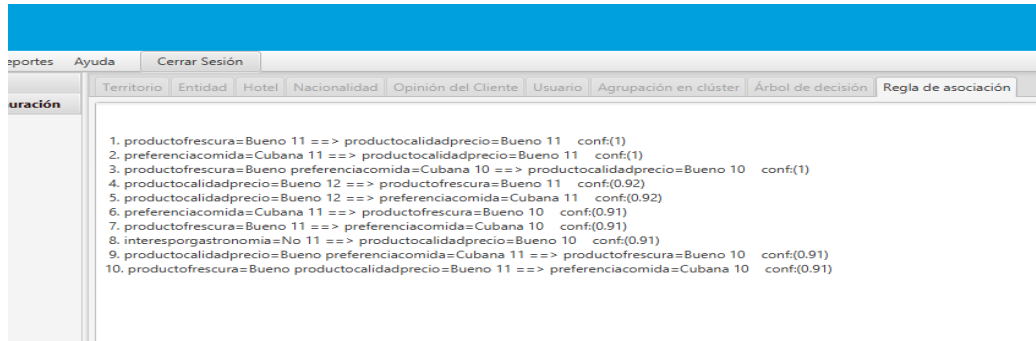 eportes Ayuda Cerrar Sesión
Territorio Entidad Hotel Nacionalidad Opinión del Cliente Usuario Agrupación en clúster Árbol de decisión Regla de asociación
uración
1. productofrescura=Bueno 11 ==> productocalidadprecio=Bueno 11 conf:(1)
2. preferenciacomida=Cubana 11 ==> productocalidadprecio=Bueno 11 conf:(1)
3. productofrescura=Bueno preferenciacomida=Cubana 10 ==> productocalidadprecio=Bueno 10 conf:(1)
4. productocalidadprecio=Bueno 12 ==> productofrescura=Bueno 11 conf:(0.92)
5. productocalidadprecio=Bueno 12 ==> preferenciacomida=Cubana 11 conf:(0.92)
6. preferenciacomida=Cubana 11 ==> productofrescura=Bueno 10 conf:(0.91)
7. productofrescura=Bueno 11 ==> preferenciacomida=Cubana 10 conf:(0.91)
8. interesporgastronomia=No 11 ==> productocalidadprecio=Bueno 10 conf:(0.91)
9. productocalidadprecio=Bueno preferenciacomida=Cubana 11 ==> productofrescura=Bueno 10 conf:(0.91)
10. productofrescura=Bueno productocalidadprecio=Bueno 11 ==> preferenciacomida=Cubana 10 conf:(0.91)